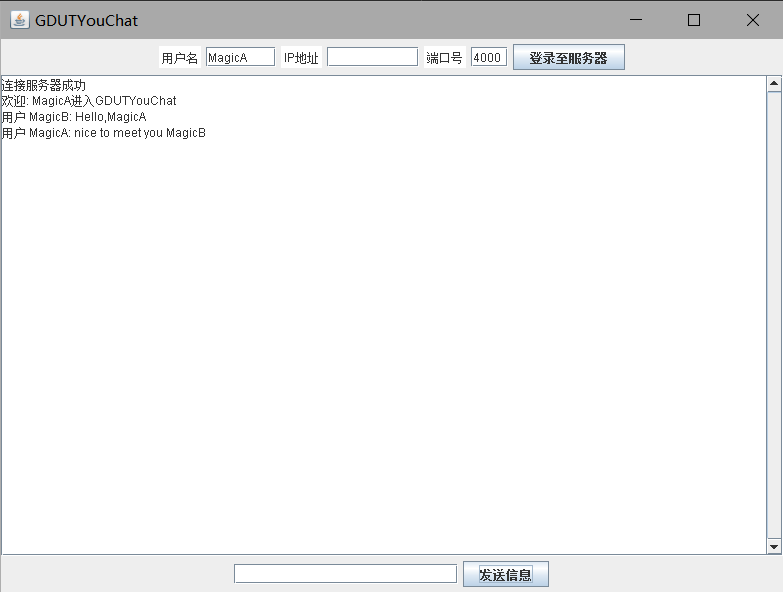 GDUTYouChat
用户名 MagicA IP地址 端口号 4000 登录至服务器
连接服务器成功
欢迎: MagicA进入GDUTYouChat
用户 MagicB: Hello,MagicA
用户 MagicA: nice to meet you MagicB
发送信息